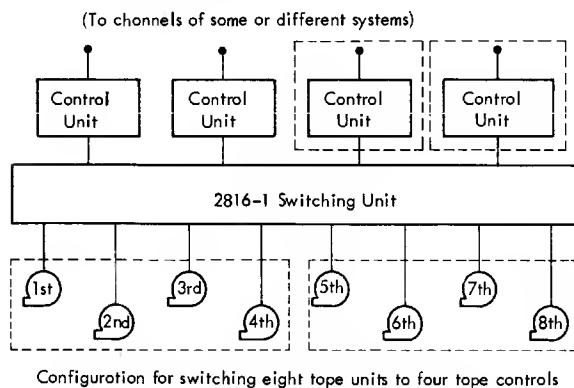 (To channels of same or different systems)
Control Unit
Control Unit
Control Unit
Control Unit
2816-1 Switching Unit
1st
2nd
3rd
4th
5th
6th
7th
8th
Configuration for switching eight tape units to four tape controls